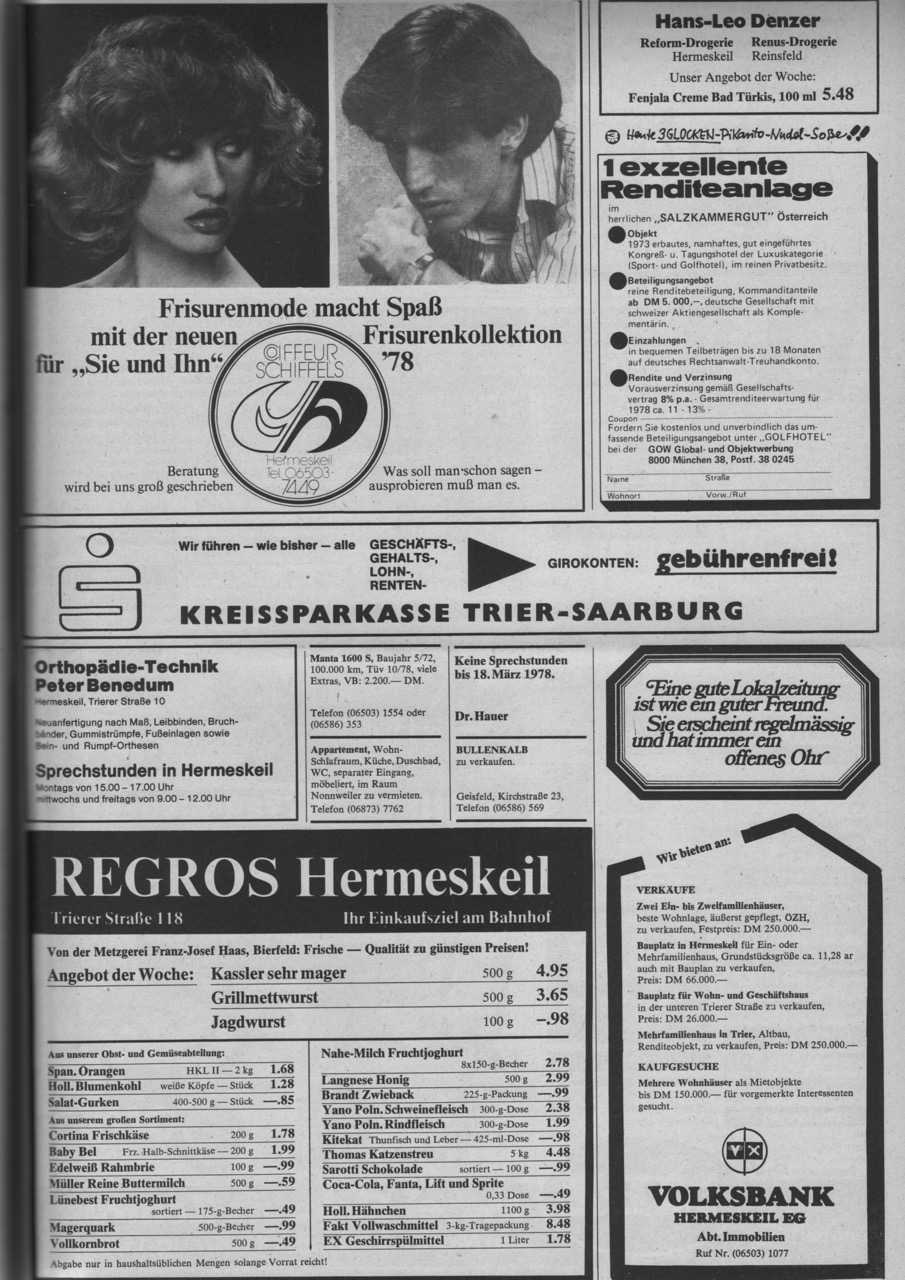 Frisurenmode macht Spaß
mit der neuen Frisurenkollektion
für „Sie und Ihn“ '78
COIFFEUR
SCHIFFELS
Hermeskeil
Tel. 06503-
7449
Beratung
wird bei uns groß geschrieben
Was soll man schon sagen –
ausprobieren muß man es.
Hans-Leo Denzer
Reform-Drogerie Renus-Drogerie
Hermeskeil Reinsfeld
Unser Angebot der Woche:
Fenjala Creme Bad Türkis, 100 ml 5.48
Heute 3GLOCKEN-Pikanto-Nudel-Soße!!
1 exzellente
Renditeanlage
im
herrlichen „SALZKAMMERGUT" Österreich
Objekt
1973 erbautes, namhaftes, gut eingeführtes
Kongreß- u. Tagungshotel der Luxuskategorie
(Sport- und Golfhotel), im reinen Privatbesitz.
Beteiligungsangebot
reine Renditebeteiligung, Kommanditanteile
ab DM 5. 000,–, deutsche Gesellschaft mit
schweizer Aktiengesellschaft als Komple-
mentärin.
Einzahlungen
in bequemen Teilbeträgen bis zu 18 Monaten
auf deutsches Rechtsanwalt-Treuhandkonto.
Rendite und Verzinsung
Vorausverzinsung gemäß Gesellschafts-
vertrag 8% p.a. - Gesamtrenditeerwartung für
1978 ca. 11 - 13% -
Coupon
Fordern Sie kostenlos und unverbindlich das um-
fassende Beteiligungsangebot unter „GOLFHOTEL"
bei der GOW Global- und Objektwerbung
8000 München 38, Postf. 38 0245
Name Straße
Wohnort Vorw./Ruf
Wir führen – wie bisher – alle GESCHÄFTS-,
GEHALTS-,
LOHN-,
RENTEN-
GIROKONTEN: gebührenfrei!
KREISSPARKASSE TRIER-SAARBURG
Orthopädie-Technik
Peter Benedum
Hermeskeil, Trierer Straße 10
Neuanfertigung nach Maß, Leibbinden, Bruch-
bänder, Gummistrümpfe, Fußeinlagen sowie
Bein- und Rumpf-Orthesen
Sprechstunden in Hermeskeil
Montags von 15.00 – 17.00 Uhr
mittwochs und freitags von 9.00 – 12.00 Uhr
Manta 1600 S, Baujahr 5/72,
100.000 km, Tüv 10/78, viele
Extras, VB: 2.200.— DM.
Telefon (06503) 1554 oder
(06586) 353
Appartement, Wohn-
Schlafraum, Küche, Duschbad,
WC, separater Eingang,
möbeliert, im Raum
Nonnweiler zu vermieten.
Telefon (06873) 7762
Keine Sprechstunden
bis 18. März 1978.
Dr. Hauer
BULLENKALB
zu verkaufen.
Geisfeld, Kirchstraße 23,
Telefon (06586) 569
Eine gute Lokalzeitung
ist wie ein guter Freund.
Sie erscheint regelmässig
und hat immer ein
offenes Ohr
REGROS Hermeskeil
Trierer Straße 118 Ihr Einkaufsziel am Bahnhof
Von der Metzgerei Franz-Josef Haas, Bierfeld: Frische — Qualität zu günstigen Preisen!
Angebot der Woche: Kassler sehr mager 500 g 4.95
Grillmettwurst 500 g 3.65
Jagdwurst 100 g —.98
Aus unserer Obst- und Gemüseabteilung:
Span. Orangen HKL II — 2 kg 1.68
Holl. Blumenkohl weiße Köpfe — Stück 1.28
Salat-Gurken 400-500 g — Stück —.85
Aus unserem großen Sortiment:
Cortina Frischkäse 200 g 1.78
Baby Bel Frz. Halb-Schnittkäse — 200 g 1.99
Edelweiß Rahmbrie 100 g —.99
Müller Reine Buttermilch 500 g —.59
Lünebest Fruchtjoghurt
sortiert — 175-g-Becher —.49
Magerquark 500-g-Becher —.99
Vollkornbrot 500 g —.49
Nahe-Milch Fruchtjoghurt
8x150-g-Becher 2.78
Langnese Honig 500 g 2.99
Brandt Zwieback 225-g-Packung —.99
Yano Poln. Schweinefleisch 300-g-Dose 2.38
Yano Poln. Rindfleisch 300-g-Dose 1.99
Kitekat Thunfisch und Leber — 425-ml-Dose —.98
Thomas Katzenstreu 5 kg 4.48
Sarotti Schokolade sortiert — 100 g —.99
Coca-Cola, Fanta, Lift und Sprite
0,33 Dose —.49
Holl. Hähnchen 1100 g 3.98
Fakt Vollwaschmittel 3-kg-Tragepackung 8.48
EX Geschirrspülmittel 1 Liter 1.78
Abgabe nur in haushaltsüblichen Mengen solange Vorrat reicht!
Wir bieten an:
VERKÄUFE
Zwei Ein- bis Zweifamilienhäuser,
beste Wohnlage, äußerst gepflegt, ÖZH,
zu verkaufen, Festpreis: DM 250.000.—
Bauplatz in Hermeskeil für Ein- oder
Mehrfamilienhaus, Grundstücksgröße ca. 11,28 ar
auch mit Bauplan zu verkaufen,
Preis: DM 66.000.—
Bauplatz für Wohn- und Geschäftshaus
in der unteren Trierer Straße zu verkaufen,
Preis: DM 26.000.—
Mehrfamilienhaus in Trier, Altbau,
Renditeobjekt, zu verkaufen, Preis: DM 250.000.—
KAUFGESUCHE
Mehrere Wohnhäuser als Mietobjekte
bis DM 150.000.— für vorgemerkte Interessenten
gesucht.
VOLKSBANK
HERMESKEIL EG
Abt. Immobilien
Ruf Nr. (06503) 1077